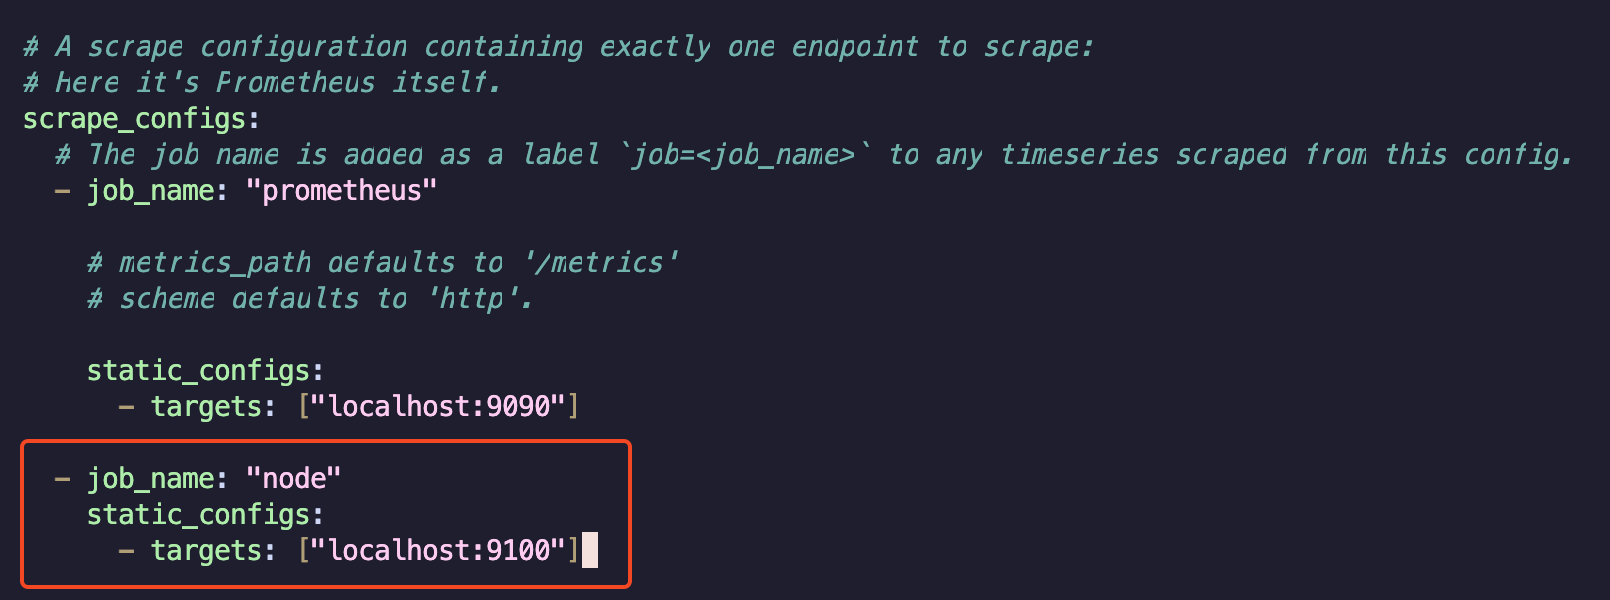 # A scrape configuration containing exactly one endpoint to scrape:
# Here it's Prometheus itself.
scrape_configs:
  # The job name is added as a label `job=<job_name>` to any timeseries scraped from this config.
  - job_name: "prometheus"

    # metrics_path defaults to '/metrics'
    # scheme defaults to 'http'.

    static_configs:
      - targets: ["localhost:9090"]

  - job_name: "node"
    static_configs:
      - targets: ["localhost:9100"]